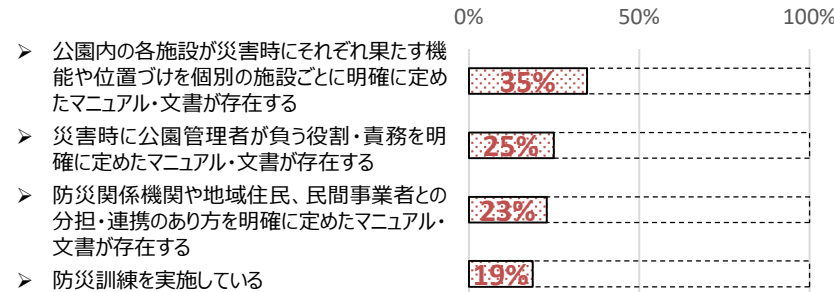 0% 50% 100%
➢ 公園内の各施設が災害時にそれぞれ果たす機
能や位置づけを個別の施設ごとに明確に定め
たマニュアル・文書が存在する
35%
➢ 災害時に公園管理者が負う役割・責務を明
確に定めたマニュアル・文書が存在する
25%
➢ 防災関係機関や地域住民、民間事業者との
分担・連携のあり方を明確に定めたマニュアル・
文書が存在する
23%
➢ 防災訓練を実施している
19%